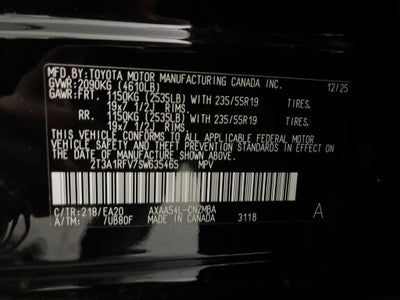 MFD.BY:TOYOTA MOTOR MANUFACTURING CANADA INC. 12/25
GVWR:2090KG (4610LB)
GAWR:FRT. 1150KG (2535LB) WITH 235/55R19 TIRES,
19x7 1/2J RIMS,
RR. 1150KG (2535LB) WITH 235/55R19 TIRES,
19x7 1/2J RIMS,
THIS VEHICLE CONFORMS TO ALL APPLICABLE FEDERAL MOTOR
VEHICLE SAFETY AND THEFT PREVENTION STANDARDS IN EFFECT ON
THE DATE OF MANUFACTURE SHOWN ABOVE.
2T3A1RFV7SW635465 MPV
C/TR:218/EA20 AXAA54L-CNZMBA
A/TM: /UB80F MADE IN CANADA 311B A